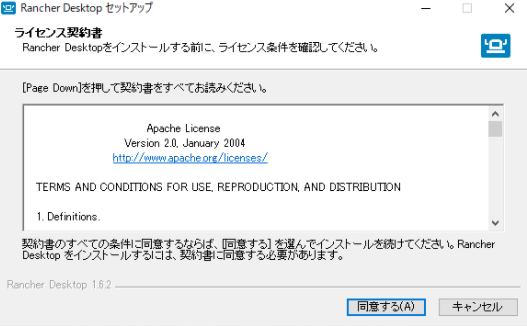 Rancher Desktop セットアップ
ライセンス契約書
Rancher Desktopをインストールする前に、ライセンス条件を確認してください。
[Page Down]を押して契約書をすべてお読みください。
Apache License
Version 2.0, January 2004
http://www.apache.org/licenses/
TERMS AND CONDITIONS FOR USE, REPRODUCTION, AND DISTRIBUTION
1. Definitions.
契約書のすべての条件に同意するならば、[同意する] を選んでインストールを続けてください。Rancher
Desktop をインストールするには、契約書に同意する必要があります。
Rancher Desktop 1.6.2
同意する(A)
キャンセル